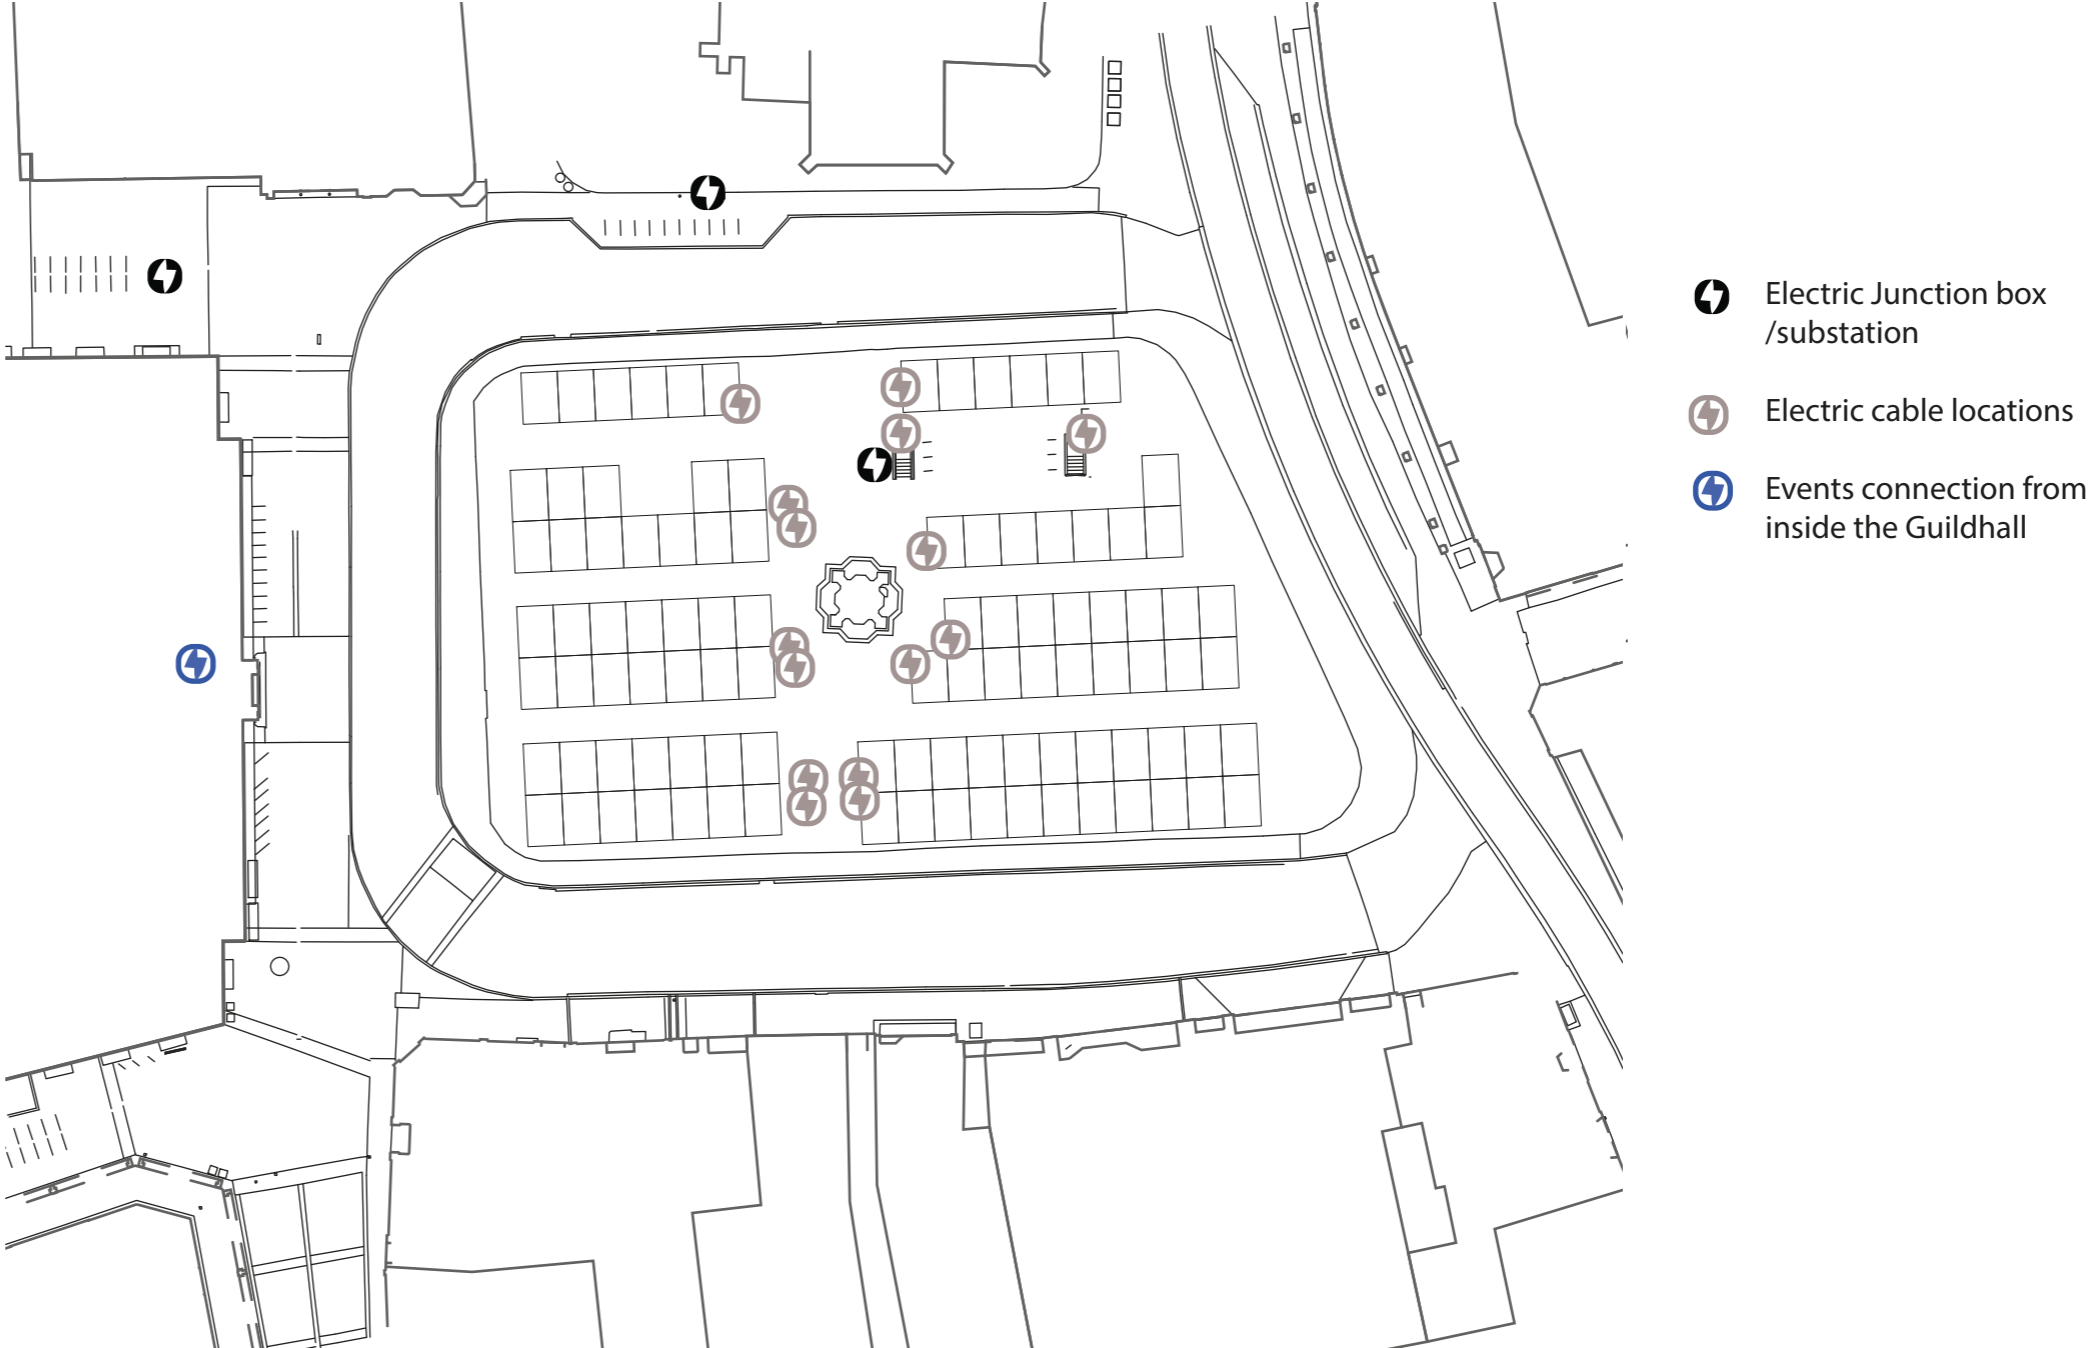 Electric Junction box
/substation
Electric cable locations
Events connection from
inside the Guildhall